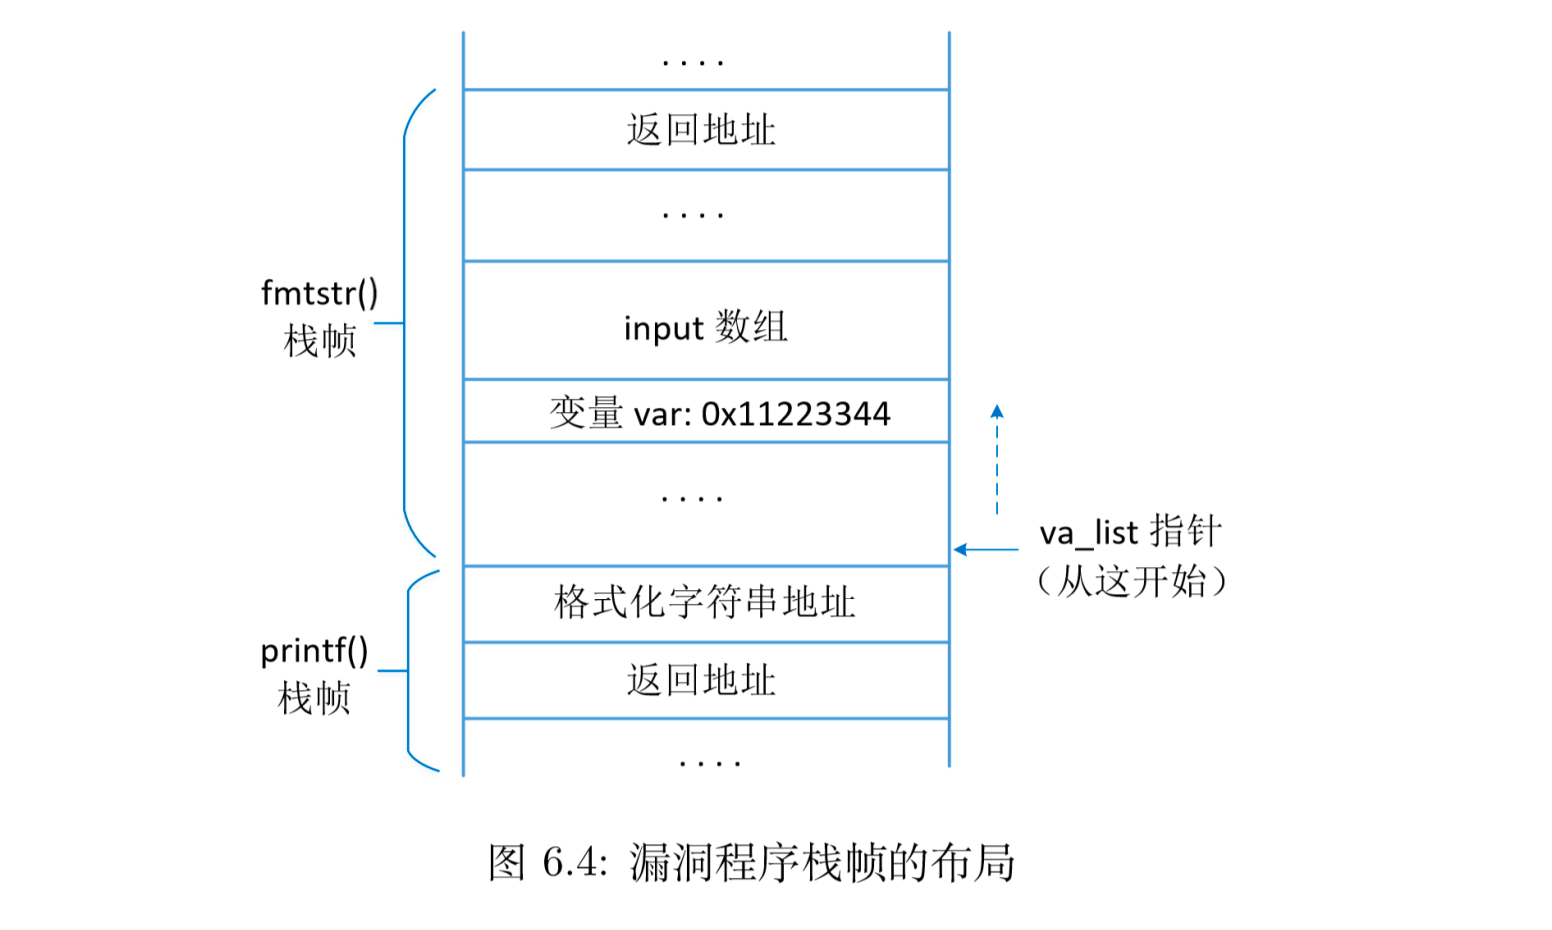 ....
返回地址
....
fmtstr()
栈帧
input 数组
变量 var: 0x11223344
....
va_list 指针
（从这开始）
格式化字符串地址
printf()
栈帧
返回地址
....
图 6.4: 漏洞程序栈帧的布局